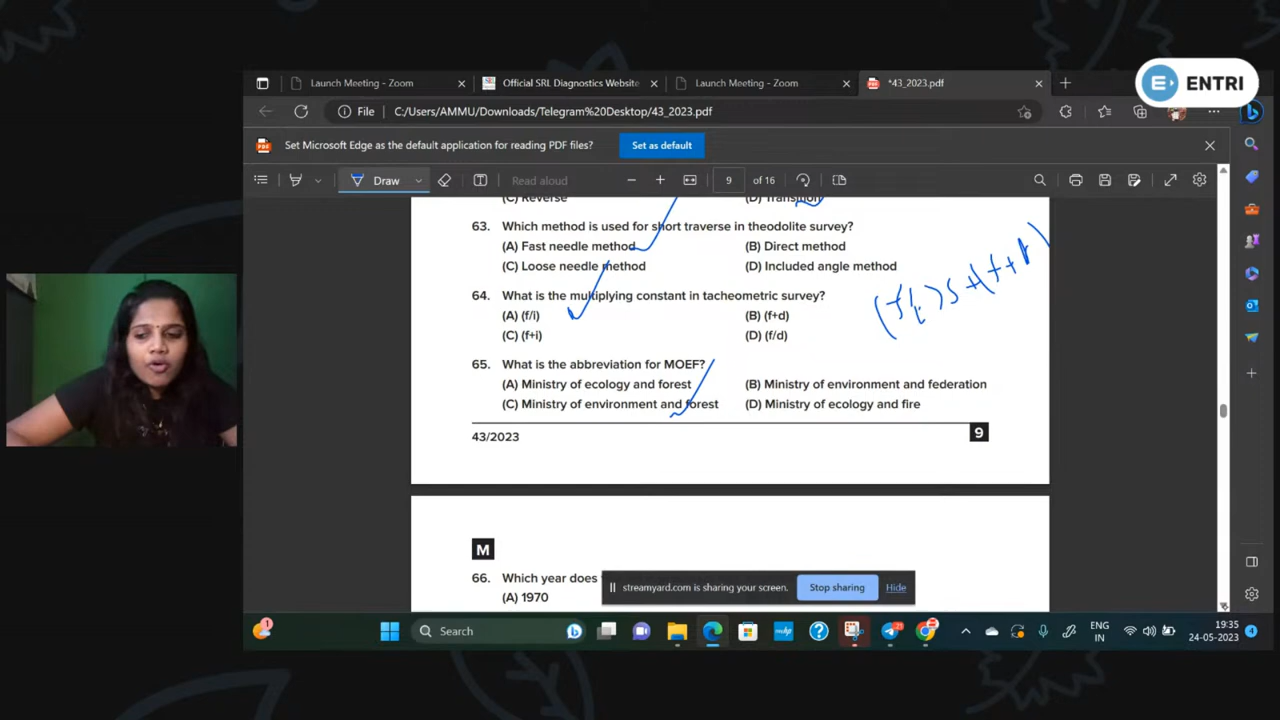 ENTRI
Launch Meeting - Zoom
Official SRL Diagnostics Website
Launch Meeting - Zoom
*43_2023.pdf
File
C:/Users/AMMU/Downloads/Telegram%20Desktop/43_2023.pdf
Set Microsoft Edge as the default application for reading PDF files?
Set as default
Draw
Read aloud
9
of 16
(C) Reverse
(D) Transition
63. Which method is used for short traverse in theodolite survey?
(A) Fast needle method
(B) Direct method
(C) Loose needle method
(D) Included angle method
64. What is the multiplying constant in tacheometric survey?
(A) (f/i)
(B) (f+d)
(C) (f+i)
(D) (f/d)
65. What is the abbreviation for MOEF?
(A) Ministry of ecology and forest
(B) Ministry of environment and federation
(C) Ministry of environment and forest
(D) Ministry of ecology and fire
43/2023
9
M
66. Which year does
(A) 1970
streamyard.com is sharing your screen.
Stop sharing
Hide
Search
ENG
IN
19:35
24-05-2023